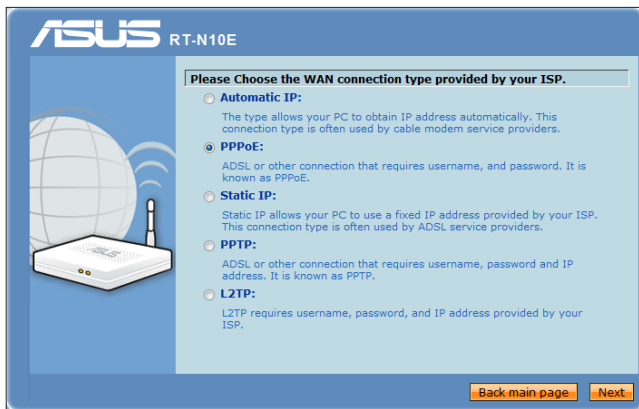 ASUS RT-N10E
Please Choose the WAN connection type provided by your ISP.
Automatic IP:
The type allows your PC to obtain IP address automatically. This
connection type is often used by cable modem service providers.
PPPoE:
ADSL or other connection that requires username, and password. It is
known as PPPoE.
Static IP:
Static IP allows your PC to use a fixed IP address provided by your ISP.
This connection type is often used by ADSL service providers.
PPTP:
ADSL or other connection that requires username, password and IP
address. It is known as PPTP.
L2TP:
L2TP requires username, password, and IP address provided by your
ISP.
ASUS
Back main page Next